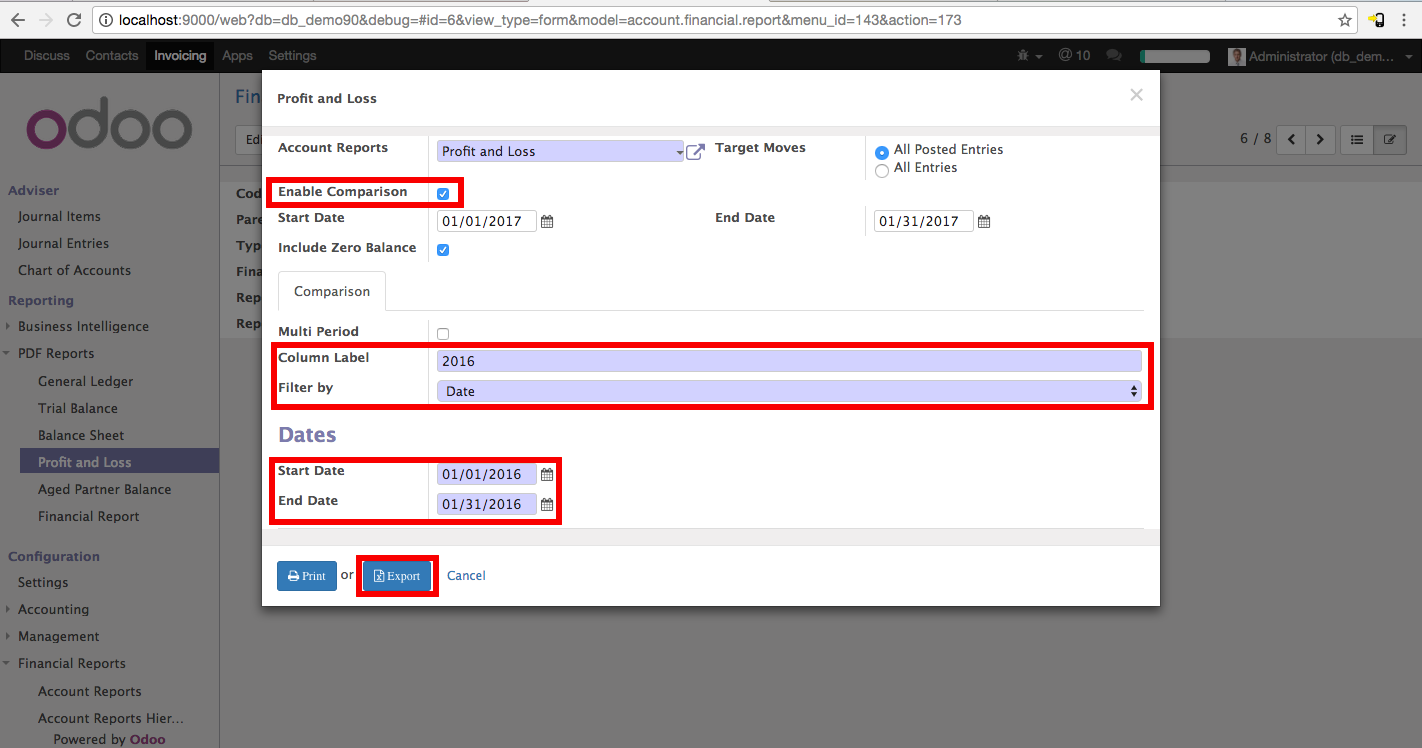 localhost:9000/web?db=db_demo90&debug=#id=6&view_type=form&model=account.financial.report&menu_id=143&action=173
Discuss Contacts Invoicing Apps Settings @ 10 Administrator (db_dem...
odoo
Fin
Edi
6 / 8
Adviser
Journal Items
Journal Entries
Chart of Accounts
Reporting
Business Intelligence
PDF Reports
General Ledger
Trial Balance
Balance Sheet
Profit and Loss
Aged Partner Balance
Financial Report
Configuration
Settings
Accounting
Management
Financial Reports
Account Reports
Account Reports Hier...
Powered by Odoo
Cod
Pare
Typ
Fina
Rep
Rep
Profit and Loss ×
Account Reports Profit and Loss Target Moves All Posted Entries
All Entries
Enable Comparison
Start Date 01/01/2017 End Date 01/31/2017
Include Zero Balance
Comparison
Multi Period
Column Label 2016
Filter by Date
Dates
Start Date 01/01/2016
End Date 01/31/2016
Print or Export Cancel